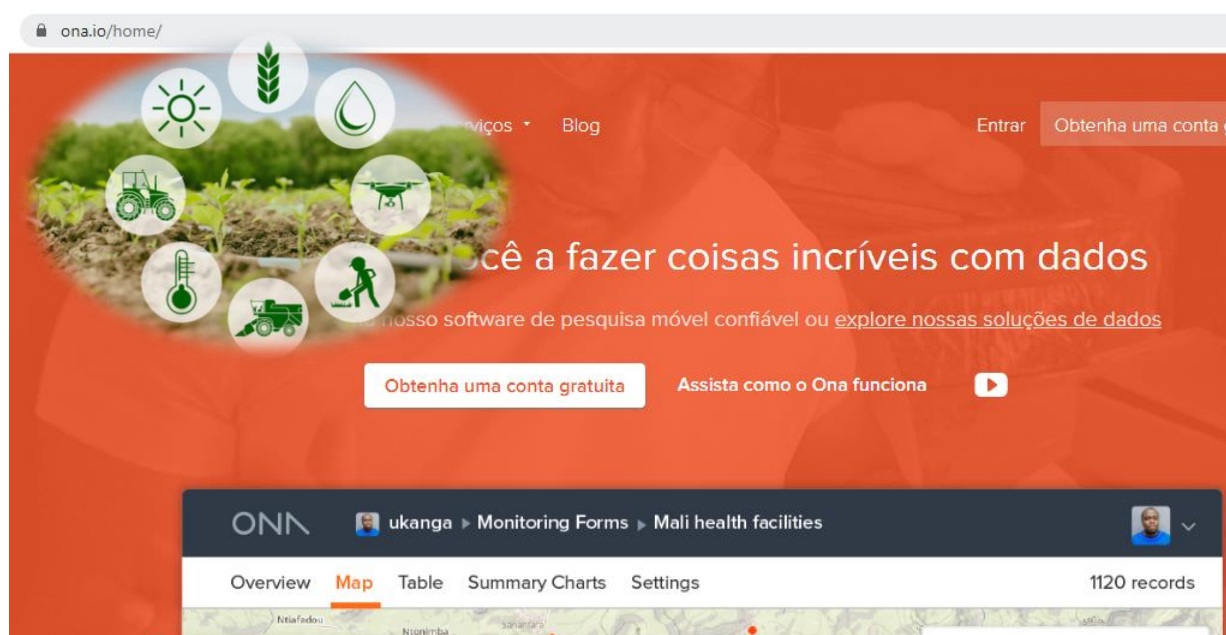 ona.io/home/
Blog
Entrar
Obtenha uma conta
a fazer coisas incríveis com dados
nosso software de pesquisa móvel confiável ou explore nossas soluções de dados
Obtenha uma conta gratuita
Assista como o Ona funciona
ONA
ukanga ▸ Monitoring Forms ▸ Mali health facilities
Overview
Map
Table
Summary Charts
Settings
1120 records
Ntiafadou
Ntonimba